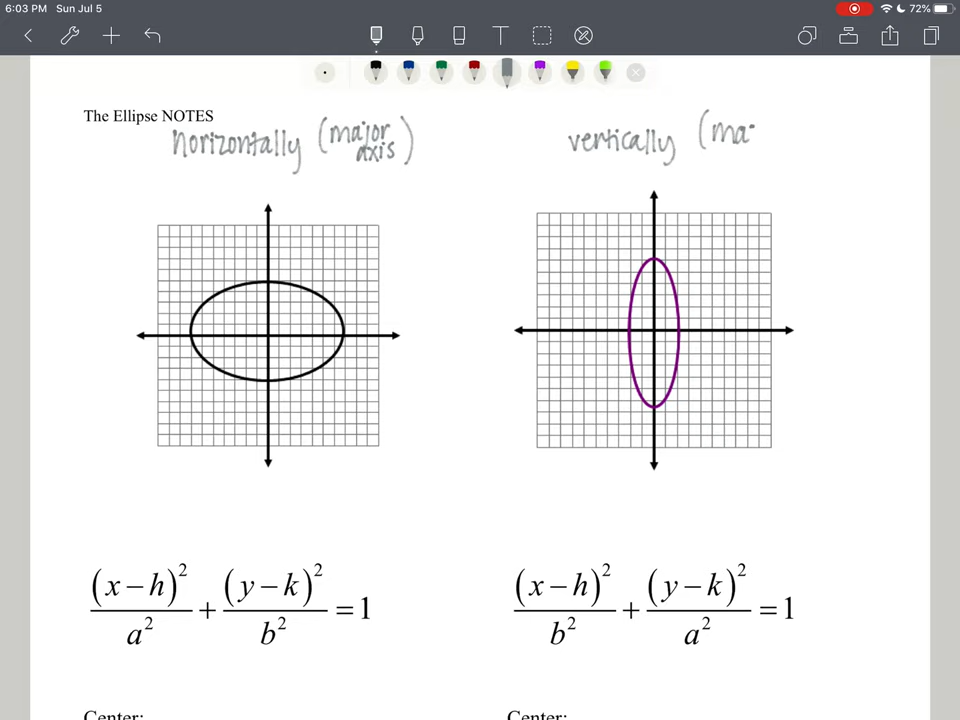 6:03 PM Sun Jul 5
72%
T
The Ellipse NOTES
horizontally (major axis)
vertically (ma
(x-h)²/a² + (y-k)²/b² = 1
(x-h)²/b² + (y-k)²/a² = 1
Center:
Center: